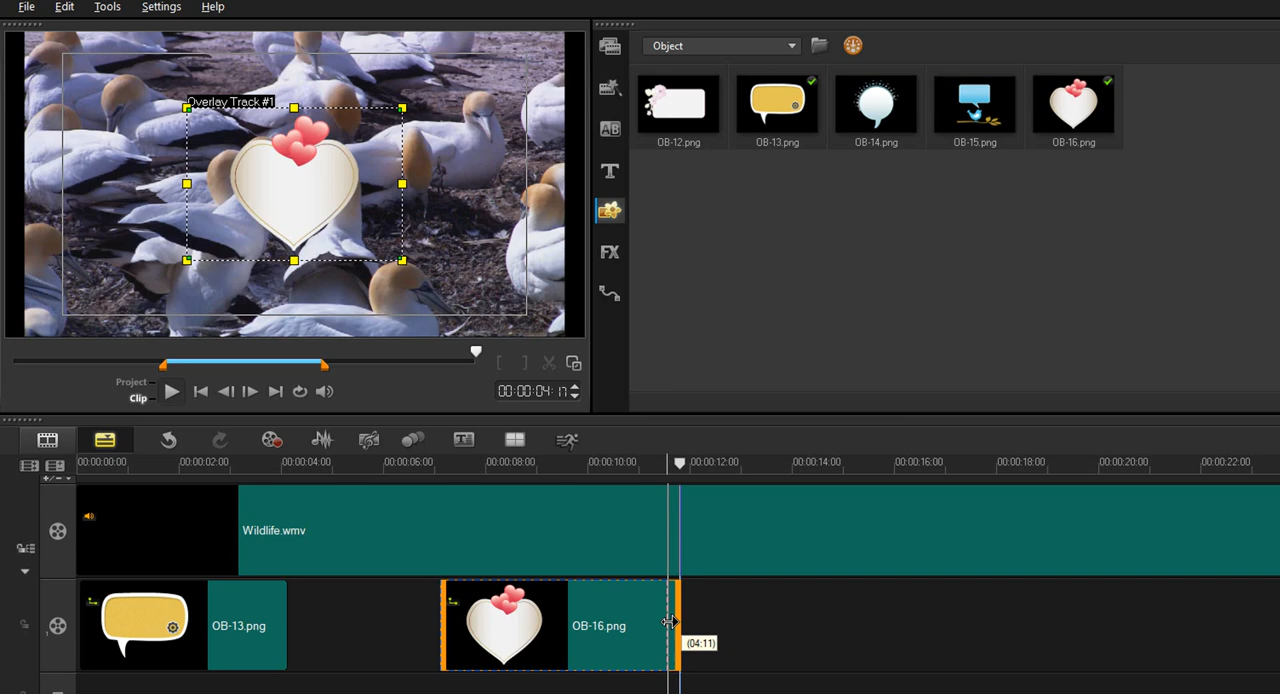 File Edit Tools Settings Help
Overlay Track #1
Object
OB-12.png OB-13.png OB-14.png OB-15.png OB-16.png
AB
T
FX
Project
Clip
00:00:04:17
00:00:00:00 00:00:02:00 00:00:04:00 00:00:06:00 00:00:08:00 00:00:10:00 00:00:12:00 00:00:14:00 00:00:16:00 00:00:18:00 00:00:20:00 00:00:22:00
Wildlife.wmv
1
OB-13.png OB-16.png
(04:11)